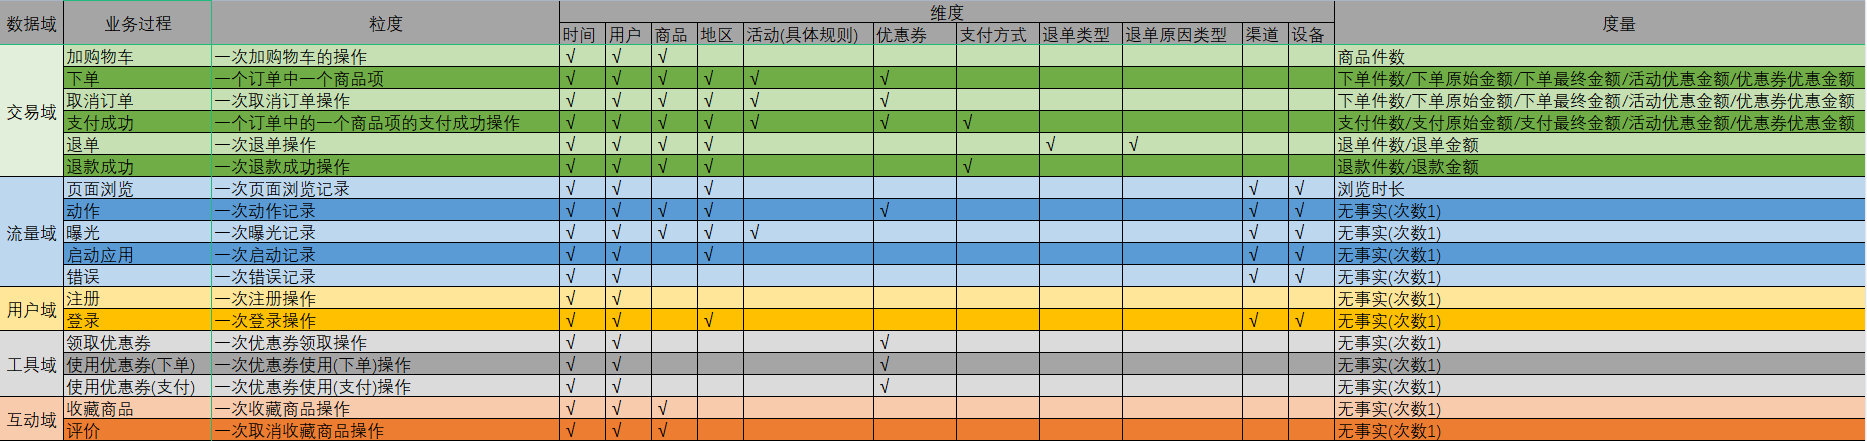 数据域 业务过程 粒度 维度 度量
时间 用户 商品 地区 活动(具体规则) 优惠券 支付方式 退单类型 退单原因类型 渠道 设备
交易域
加购物车 一次加购物车的操作 √ √ √ 商品件数
下单 一个订单中一个商品项 √ √ √ √ √ √ 下单件数/下单原始金额/下单最终金额/活动优惠金额/优惠券优惠金额
取消订单 一次取消订单操作 √ √ √ √ √ √ 下单件数/下单原始金额/下单最终金额/活动优惠金额/优惠券优惠金额
支付成功 一个订单中的一个商品项的支付成功操作 √ √ √ √ √ √ √ 支付件数/支付原始金额/支付最终金额/活动优惠金额/优惠券优惠金额
退单 一次退单操作 √ √ √ √ √ √ 退单件数/退单金额
退款成功 一次退款成功操作 √ √ √ √ √ 退款件数/退款金额
流量域
页面浏览 一次页面浏览记录 √ √ √ √ √ 浏览时长
动作 一次动作记录 √ √ √ √ √ √ √ 无事实(次数1)
曝光 一次曝光记录 √ √ √ √ √ √ √ 无事实(次数1)
启动应用 一次启动记录 √ √ √ √ √ 无事实(次数1)
错误 一次错误记录 √ √ √ √ 无事实(次数1)
用户域
注册 一次注册操作 √ √ 无事实(次数1)
登录 一次登录操作 √ √ √ √ √ 无事实(次数1)
工具域
领取优惠券 一次优惠券领取操作 √ √ √ 无事实(次数1)
使用优惠券(下单) 一次优惠券使用(下单)操作 √ √ √ 无事实(次数1)
使用优惠券(支付) 一次优惠券使用(支付)操作 √ √ √ 无事实(次数1)
互动域
收藏商品 一次收藏商品操作 √ √ √ 无事实(次数1)
评价 一次取消收藏商品操作 √ √ √ 无事实(次数1)